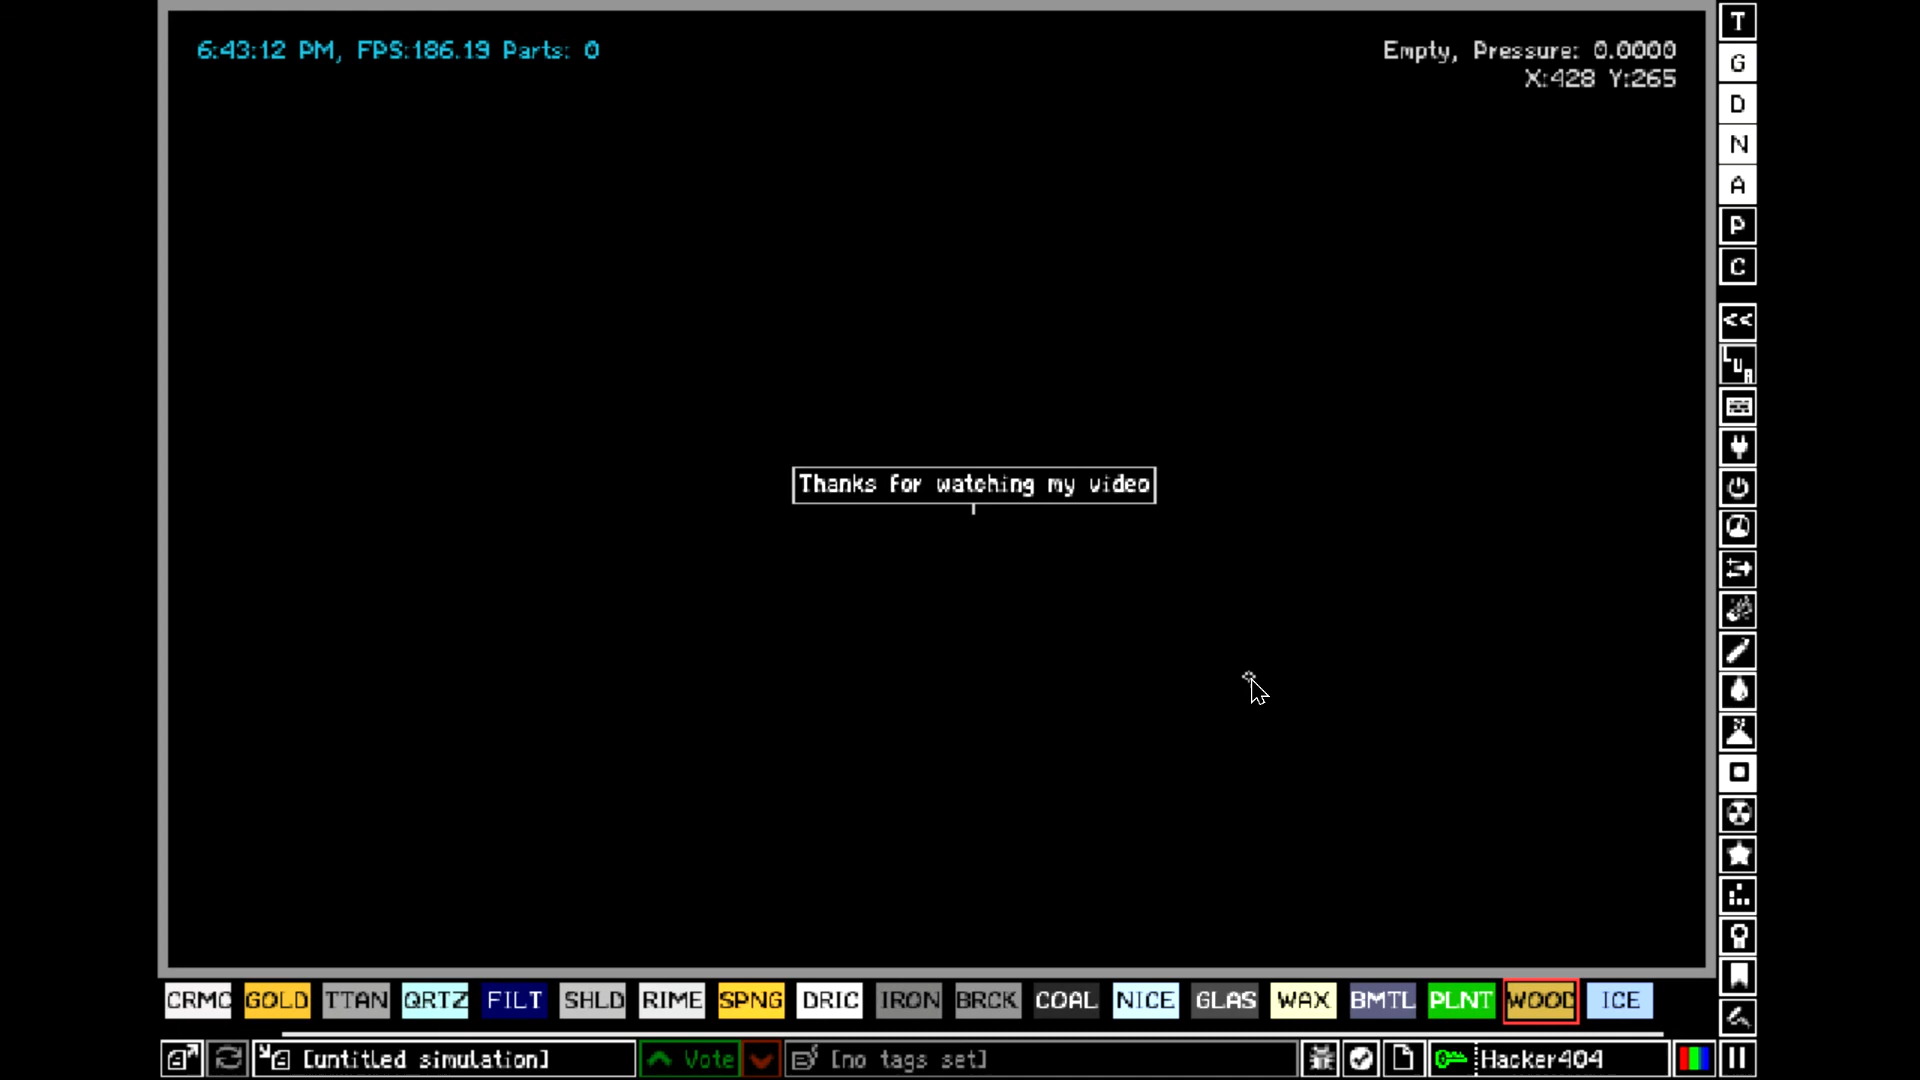 6:43:12 PM, FPS:186.19 Parts: 0
Empty, Pressure: 0.0000
X:428 Y:265
T
G
D
N
A
P
C
<<
LUA
Thanks for watching my video
CRMC GOLD TTAN QRTZ FILT SHLD RIME SPNG DRIC IRON BRCK COAL NICE GLAS WAX BMTL PLNT WOOD ICE
[untitled simulation] Vote [no tags set] Hacker404